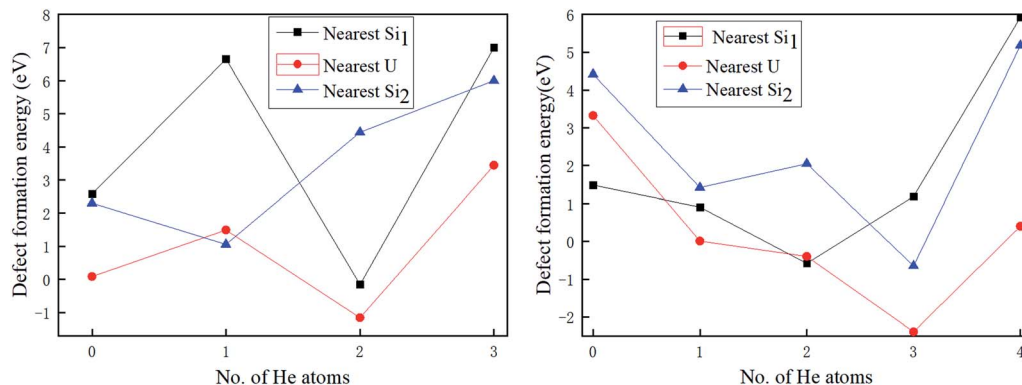 Defect formation energy (eV)
8
7
6
5
4
3
2
1
0
-1
0
1
2
3
No. of He atoms
Nearest Si1
Nearest U
Nearest Si2
Defect formation energy(eV)
6
5
4
3
2
1
0
-1
-2
0
1
2
3
4
No. of He atoms
Nearest Si1
Nearest U
Nearest Si2